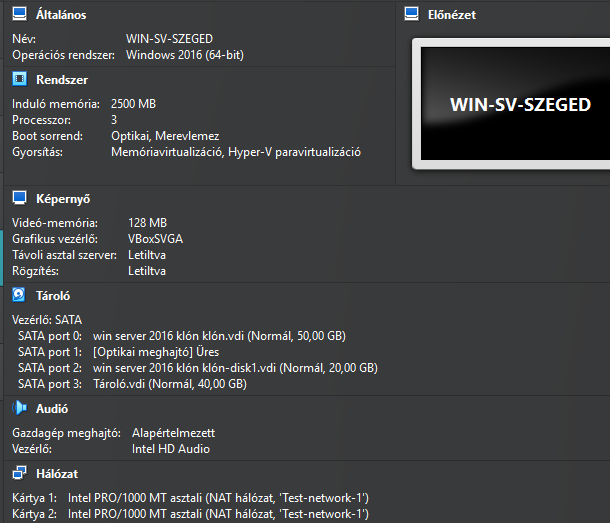 Általános
Név: WIN-SV-SZEGED
Operációs rendszer: Windows 2016 (64-bit)
Előnézet
WIN-SV-SZEGED
Rendszer
Induló memória: 2500 MB
Processzor: 3
Boot sorrend: Optikai, Merevlemez
Gyorsítás: Memóriavirtualizáció, Hyper-V paravirtualizáció
Képernyő
Videó-memória: 128 MB
Grafikus vezérlő: VBoxSVGA
Távoli asztal szerver: Letiltva
Rögzítés: Letiltva
Tároló
Vezérlő: SATA
SATA port 0: win server 2016 klón klón.vdi (Normál, 50,00 GB)
SATA port 1: [Optikai meghajtó] Üres
SATA port 2: win server 2016 klón klón-disk1.vdi (Normál, 20,00 GB)
SATA port 3: Tároló.vdi (Normál, 40,00 GB)
Audió
Gazdagép meghajtó: Alapértelmezett
Vezérlő: Intel HD Audio
Hálózat
Kártya 1: Intel PRO/1000 MT asztali (NAT hálózat, 'Test-network-1')
Kártya 2: Intel PRO/1000 MT asztali (NAT hálózat, 'Test-network-1')